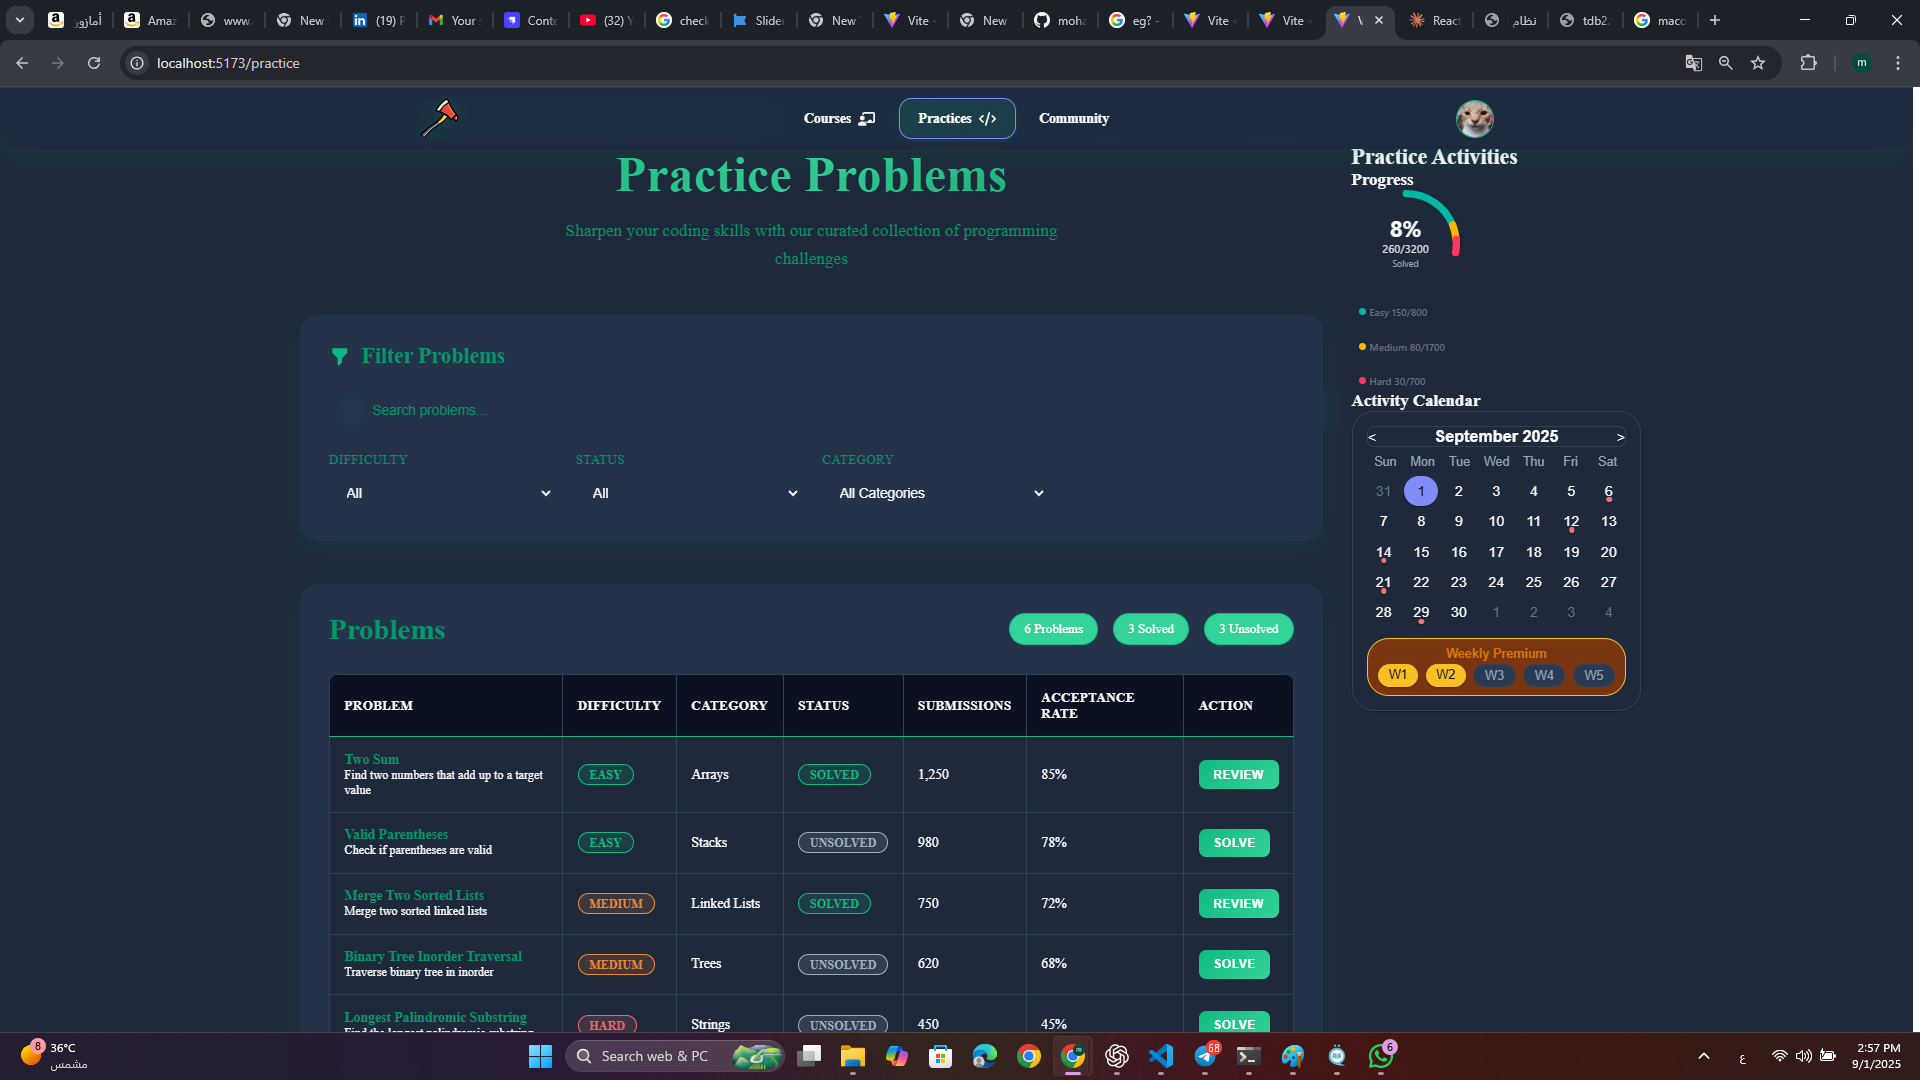 أمازور
Amaz
www.
New
(19) F
Your
Conte
(32) Y
check
Slider
New
Vite
New
moha
eg? -
Vite
Vite
V
React
نظام
tdb2.
macc
localhost:5173/practice
m
Courses
Practices </>
Community
Practice Problems
Sharpen your coding skills with our curated collection of programming
challenges
Filter Problems
Search problems...
DIFFICULTY STATUS CATEGORY
All All All Categories
Problems
6 Problems 3 Solved 3 Unsolved
PROBLEM DIFFICULTY CATEGORY STATUS SUBMISSIONS ACCEPTANCE RATE ACTION
Two Sum
Find two numbers that add up to a target
value
EASY Arrays SOLVED 1,250 85% REVIEW
Valid Parentheses
Check if parentheses are valid
EASY Stacks UNSOLVED 980 78% SOLVE
Merge Two Sorted Lists
Merge two sorted linked lists
MEDIUM Linked Lists SOLVED 750 72% REVIEW
Binary Tree Inorder Traversal
Traverse binary tree in inorder
MEDIUM Trees UNSOLVED 620 68% SOLVE
Longest Palindromic Substring
Find the longest palindromic substring
HARD Strings UNSOLVED 450 45% SOLVE
Practice Activities
Progress
8%
260/3200
Solved
Easy 150/800
Medium 80/1700
Hard 30/700
Activity Calendar
< September 2025 >
Sun Mon Tue Wed Thu Fri Sat
31 1 2 3 4 5 6
7 8 9 10 11 12 13
14 15 16 17 18 19 20
21 22 23 24 25 26 27
28 29 30 1 2 3 4
Weekly Premium
W1 W2 W3 W4 W5
8
36°C
مشمس
Search web & PC
68
6
ع
2:57 PM
9/1/2025